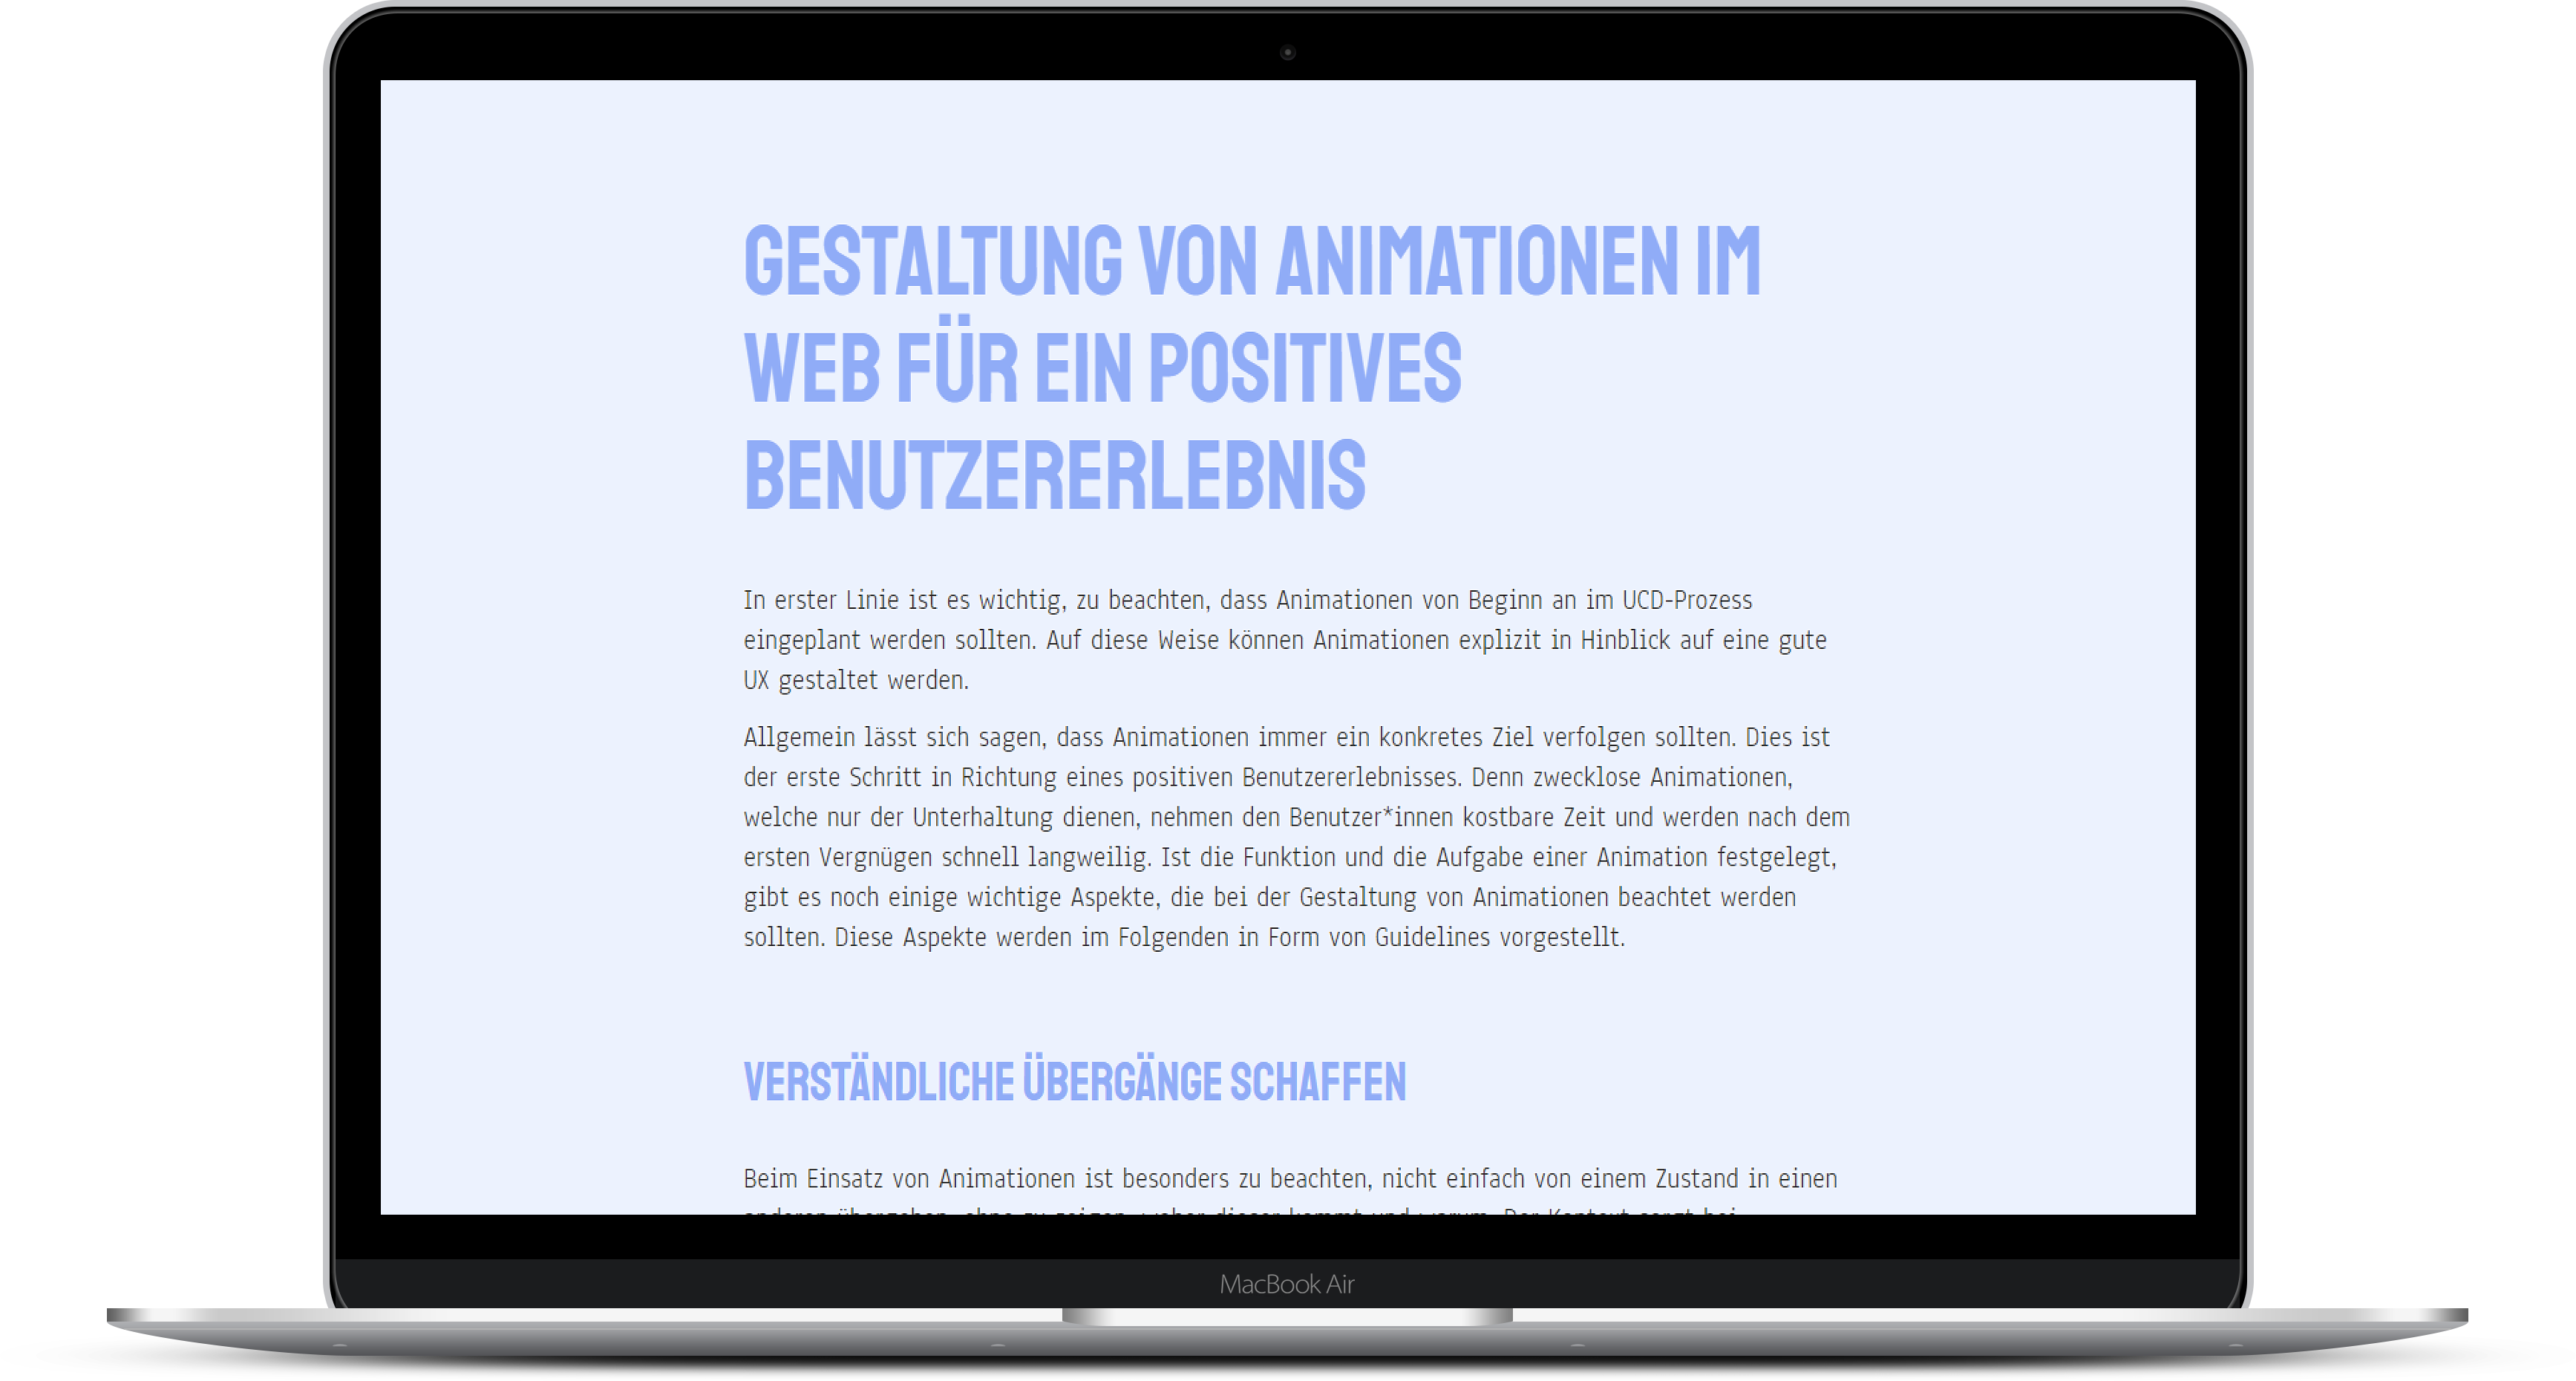 GESTALTUNG VON ANIMATIONEN IM
WEB FÜR EIN POSITIVES
BENUTZERERLEBNIS
In erster Linie ist es wichtig, zu beachten, dass Animationen von Beginn an im UCD-Prozess
eingeplant werden sollten. Auf diese Weise können Animationen explizit in Hinblick auf eine gute
UX gestaltet werden.
Allgemein lässt sich sagen, dass Animationen immer ein konkretes Ziel verfolgen sollten. Dies ist
der erste Schritt in Richtung eines positiven Benutzererlebnisses. Denn zwecklose Animationen,
welche nur der Unterhaltung dienen, nehmen den Benutzer*innen kostbare Zeit und werden nach dem
ersten Vergnügen schnell langweilig. Ist die Funktion und die Aufgabe einer Animation festgelegt,
gibt es noch einige wichtige Aspekte, die bei der Gestaltung von Animationen beachtet werden
sollten. Diese Aspekte werden im Folgenden in Form von Guidelines vorgestellt.
VERSTÄNDLICHE ÜBERGÄNGE SCHAFFEN
Beim Einsatz von Animationen ist besonders zu beachten, nicht einfach von einem Zustand in einen
MacBook Air